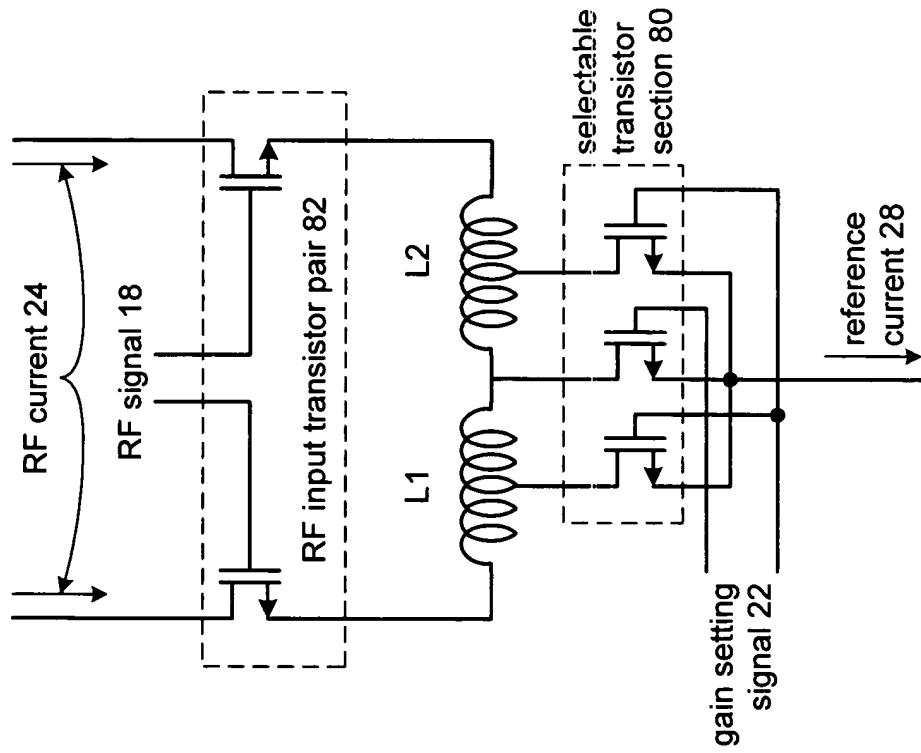 RF current 24
RF signal 18
RF input transistor pair 82
L1
L2
selectable
transistor
section 80
gain setting
signal 22
reference
current 28